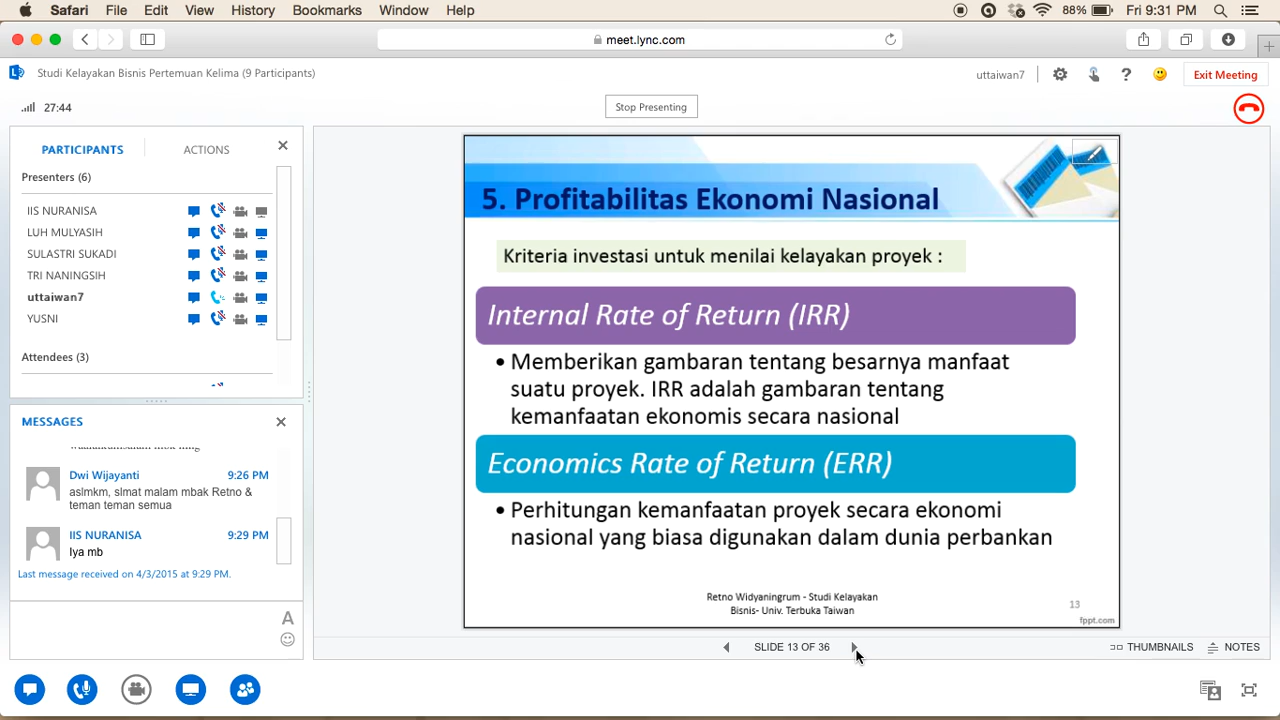 Safari File Edit View History Bookmarks Window Help 88% Fri 9:31 PM
meet.lync.com
Studi Kelayakan Bisnis Pertemuan Kelima (9 Participants)
uttaiwan7 ? Exit Meeting
27:44
Stop Presenting
PARTICIPANTS ACTIONS
Presenters (6)
IIS NURANISA
LUH MULYASIH
SULASTRI SUKADI
TRI NANINGSIH
uttaiwan7
YUSNI
Attendees (3)
MESSAGES
Dwi Wijayanti 9:26 PM
aslmkm, slmat malam mbak Retno &
teman teman semua
IIS NURANISA 9:29 PM
Iya mb
Last message received on 4/3/2015 at 9:29 PM.
A
5. Profitabilitas Ekonomi Nasional
Kriteria investasi untuk menilai kelayakan proyek :
Internal Rate of Return (IRR)
• Memberikan gambaran tentang besarnya manfaat
suatu proyek. IRR adalah gambaran tentang
kemanfaatan ekonomis secara nasional
Economics Rate of Return (ERR)
• Perhitungan kemanfaatan proyek secara ekonomi
nasional yang biasa digunakan dalam dunia perbankan
Retno Widyaningrum - Studi Kelayakan
Bisnis- Univ. Terbuka Taiwan
13
fppt.com
SLIDE 13 OF 36
THUMBNAILS NOTES